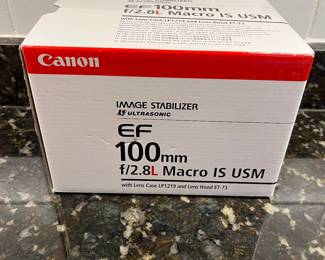 EF 100mm
f/2.8L Macro IS USM
Canon
IMAGE STABILIZER
ULTRASONIC
EF
100mm
f/2.8L Macro IS USM
with Lens Case LP1219 and Lens Hood ET-73